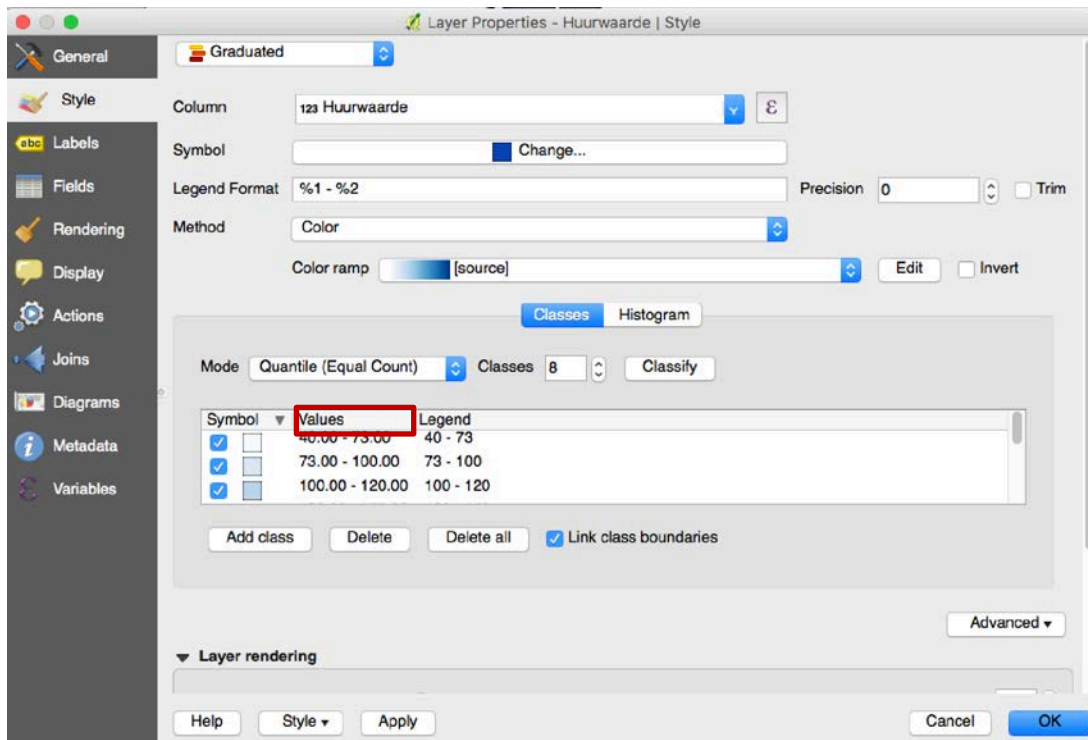 Layer Properties - Huurwaarde | Style
General
Style
abc Labels
Fields
Rendering
Display
Actions
Joins
Diagrams
Metadata
Variables
Graduated
Column 123 Huurwaarde ε
Symbol Change...
Legend Format %1 - %2 Precision 0 Trim
Method Color
Color ramp [source] Edit Invert
Classes Histogram
Mode Quantile (Equal Count) Classes 8 Classify
Symbol Values Legend
40.00 - 73.00 40 - 73
73.00 - 100.00 73 - 100
100.00 - 120.00 100 - 120
Add class Delete Delete all Link class boundaries
Advanced
Layer rendering
Help Style Apply Cancel OK